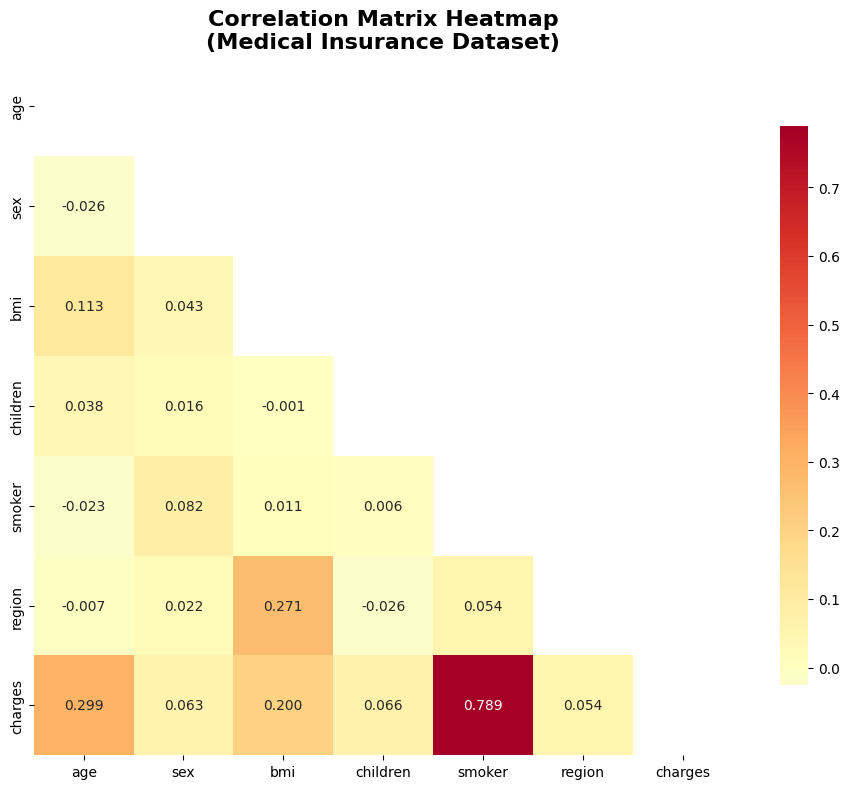 Correlation Matrix Heatmap
(Medical Insurance Dataset)
age
sex -0.026
bmi 0.113 0.043
children 0.038 0.016 -0.001
smoker -0.023 0.082 0.011 0.006
region -0.007 0.022 0.271 -0.026 0.054
charges 0.299 0.063 0.200 0.066 0.789 0.054
age sex bmi children smoker region charges
0.7
0.6
0.5
0.4
0.3
0.2
0.1
0.0